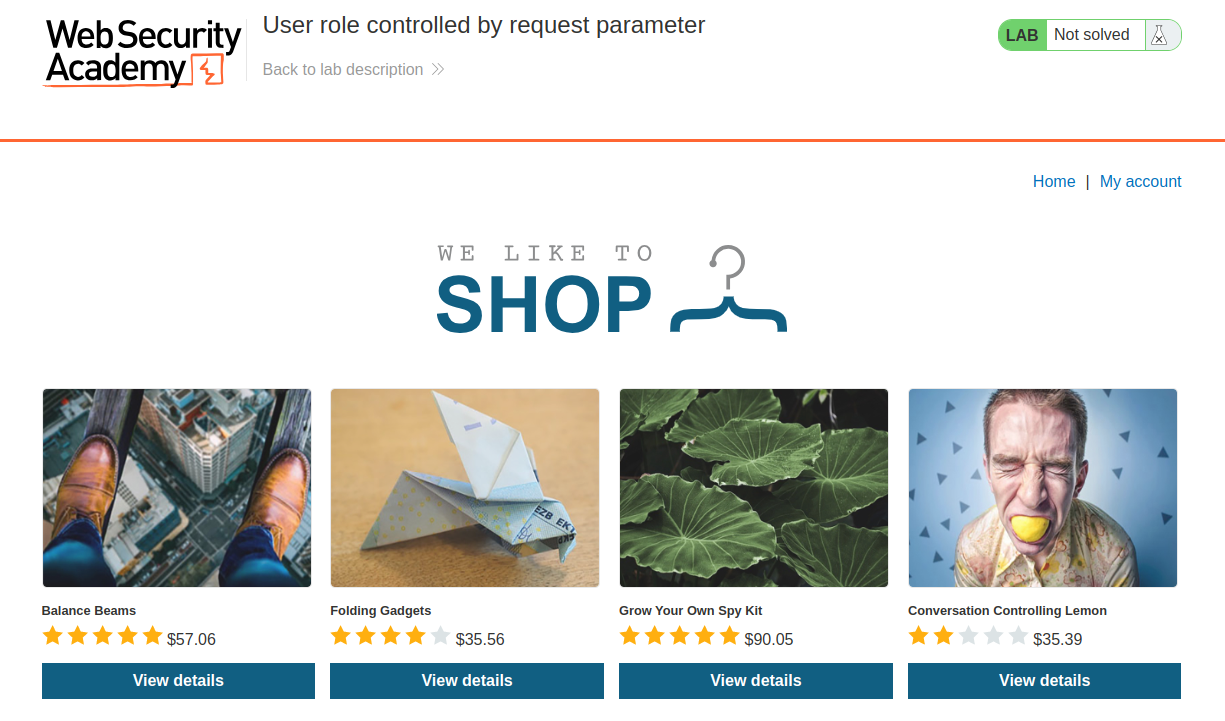 Web Security
Academy
User role controlled by request parameter
Back to lab description
LAB Not solved
Home | My account
WE LIKE TO
SHOP
EZB EKT
Balance Beams
$57.06
View details
Folding Gadgets
$35.56
View details
Grow Your Own Spy Kit
$90.05
View details
Conversation Controlling Lemon
$35.39
View details